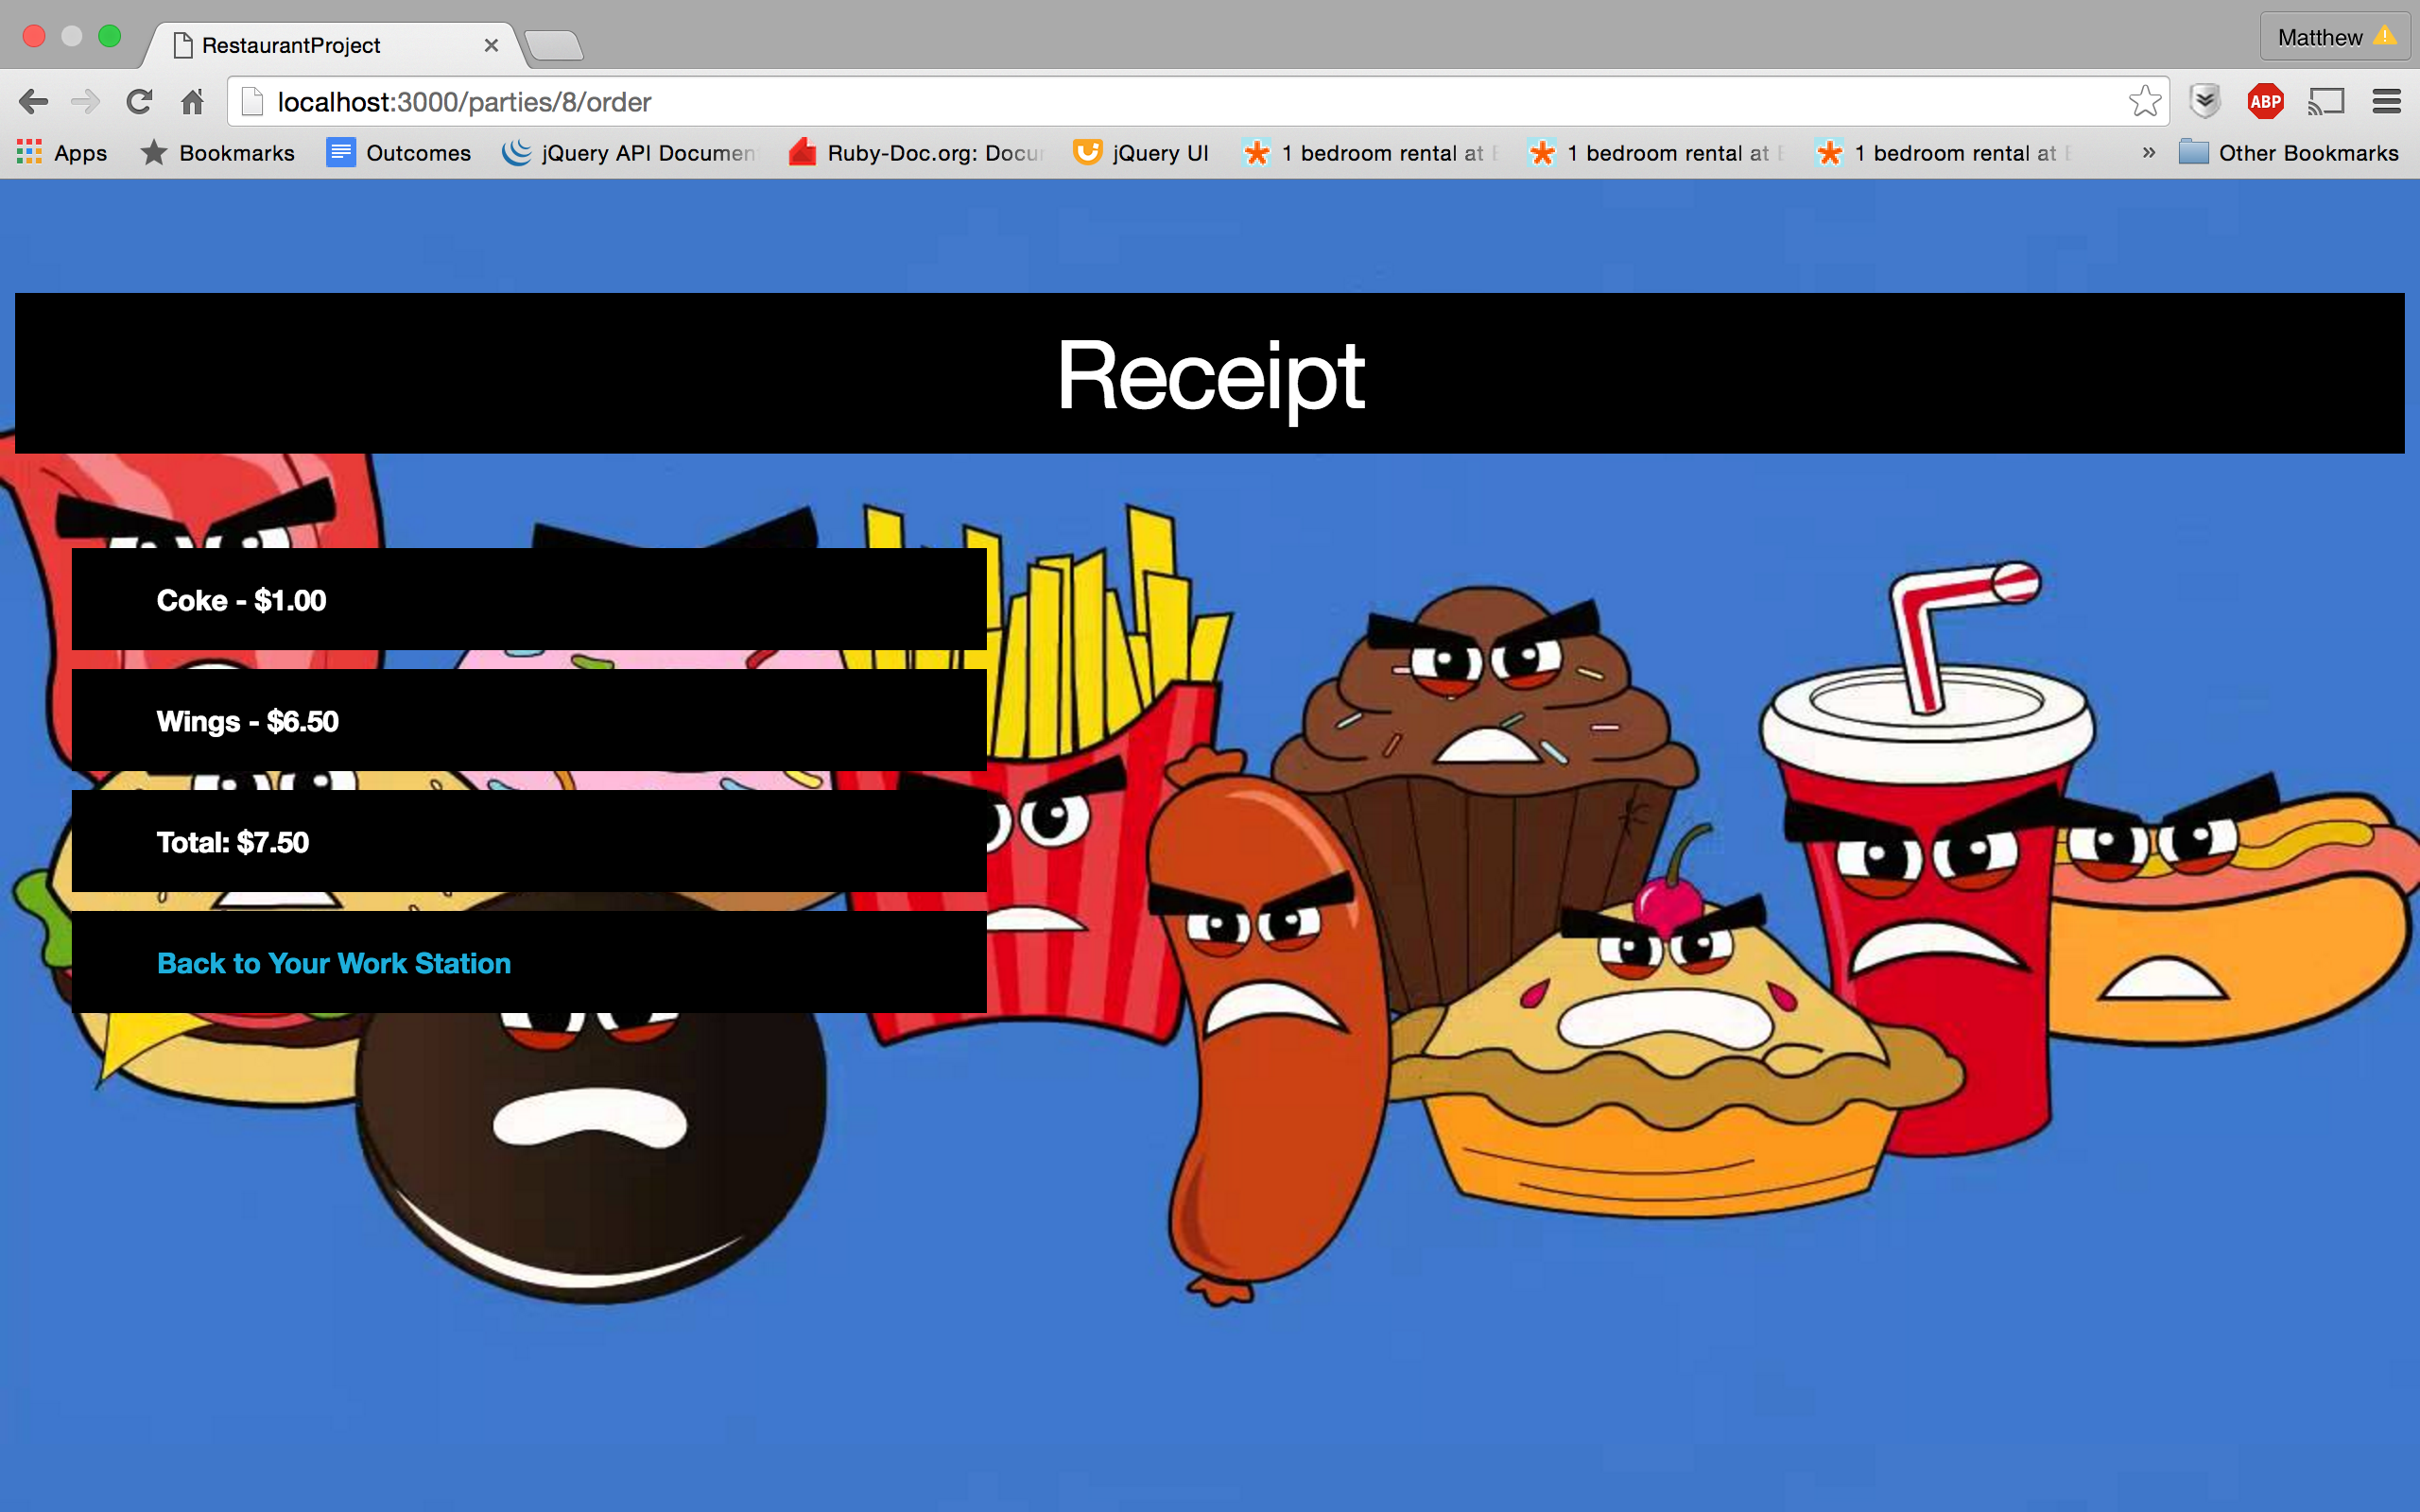 RestaurantProject
Matthew
localhost:3000/parties/8/order
ABP
Apps Bookmarks Outcomes jQuery API Documen Ruby-Doc.org: Docu jQuery UI 1 bedroom rental at 1 bedroom rental at 1 bedroom rental at » Other Bookmarks
Receipt
Coke - $1.00
Wings - $6.50
Total: $7.50
Back to Your Work Station